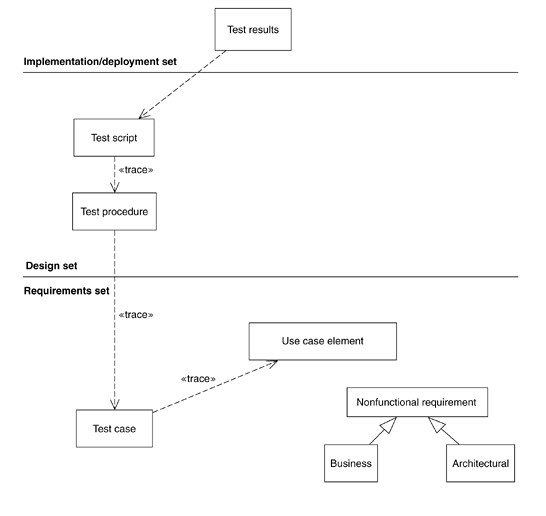 Test results
Implementation/deployment set
Test script
«trace»
Test procedure
Design set
Requirements set
«trace»
Use case element
«trace»
Nonfunctional requirement
Test case
Business
Architectural